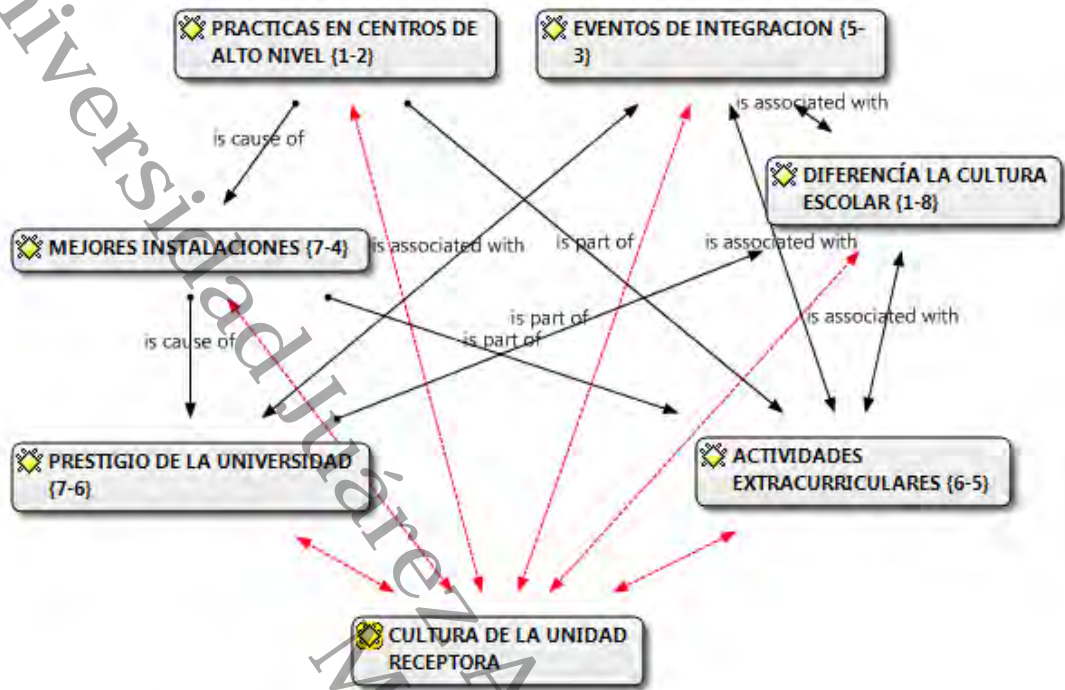 PRACTICAS EN CENTROS DE
ALTO NIVEL {1-2}
EVENTOS DE INTEGRACION {5-
3}
is associated with
is cause of
DIFERENCÍA LA CULTURA
ESCOLAR {1-8}
MEJORES INSTALACIONES {7-4}
is associated with
is part of
is associated with
is part of
is part of
is associated with
is cause of
PRESTIGIO DE LA UNIVERSIDAD
{7-6}
ACTIVIDADES
EXTRACURRICULARES {6-5}
CULTURA DE LA UNIDAD
RECEPTORA
niversidad Juárez A
M